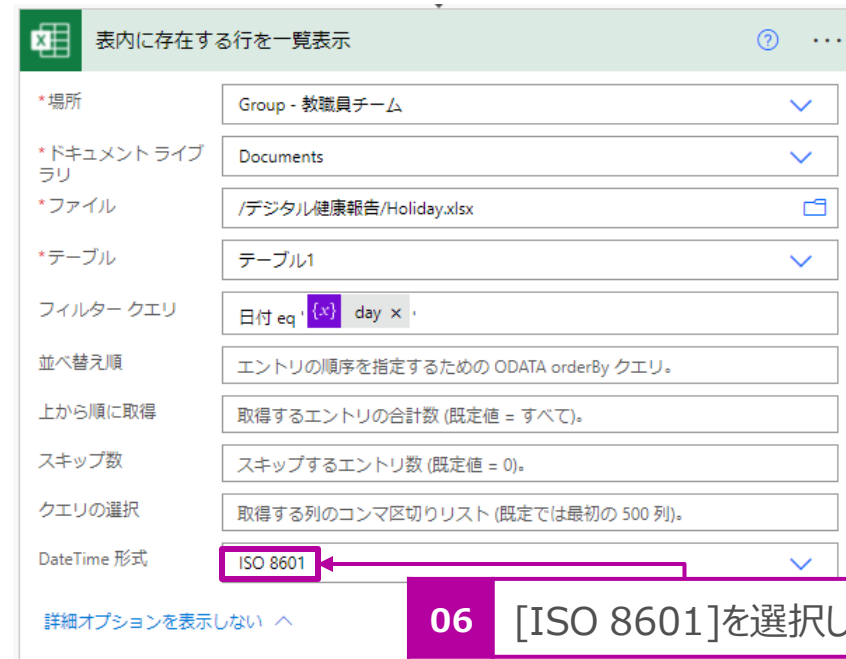 表内に存在する行を一覧表示
*場所
Group - 教職員チーム
*ドキュメント ライブ
ラリ
Documents
*ファイル
/デジタル健康報告/Holiday.xlsx
*テーブル
テーブル1
フィルター クエリ
日付 eq ' {x} day × '
並べ替え順
エントリの順序を指定するための ODATA orderBy クエリ。
上から順に取得
取得するエントリの合計数 (既定値 = すべて)。
スキップ数
スキップするエントリ数 (既定値 = 0)。
クエリの選択
取得する列のコンマ区切りリスト (既定では最初の 500 列)。
DateTime 形式
ISO 8601
詳細オプションを表示しない
06 [ISO 8601]を選択し